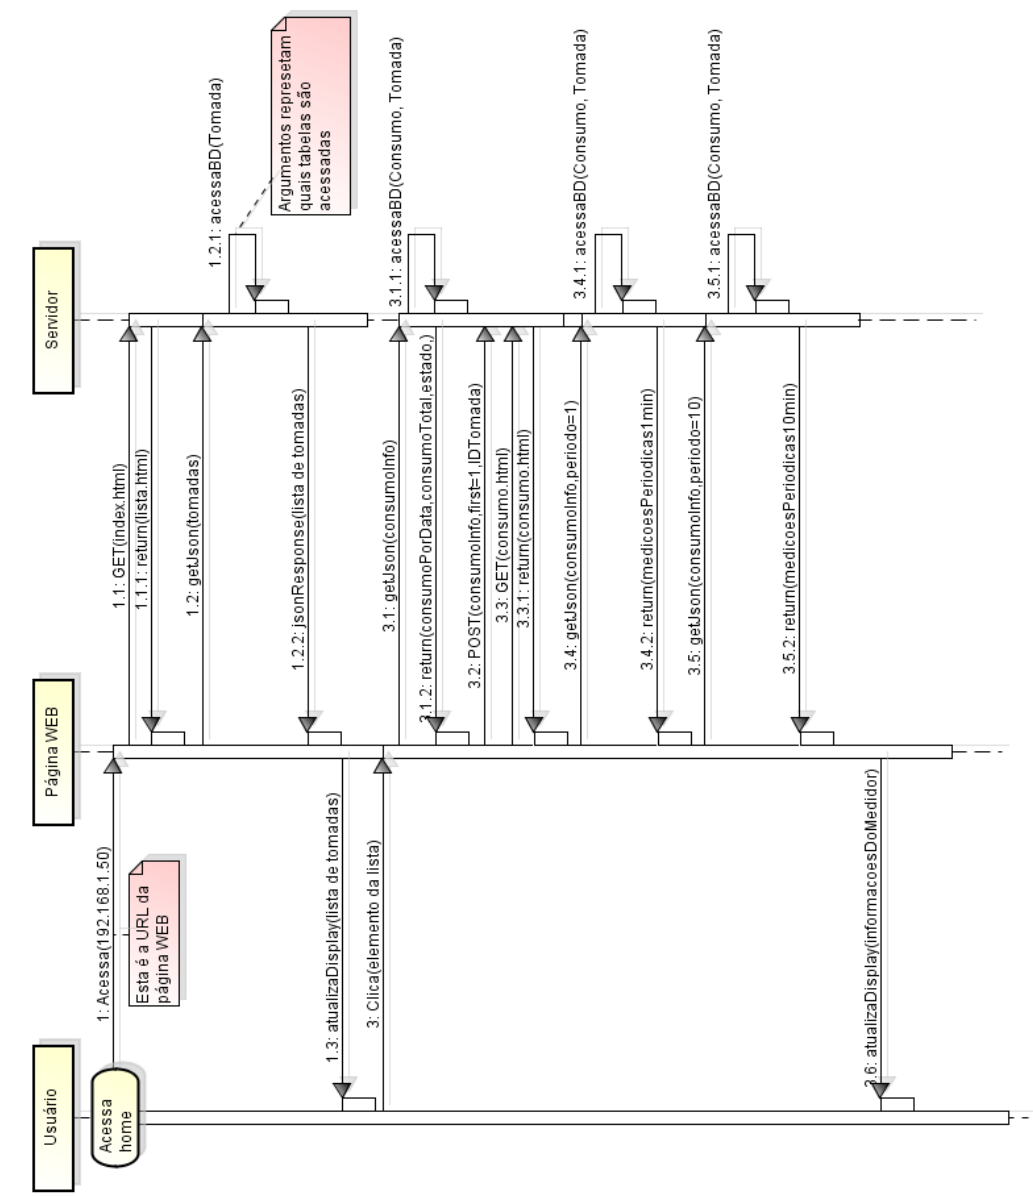 Usuário
Página WEB
Servidor
Acessa
home
1: Acessa(192.168.1.50)
Esta é a URL da
página WEB
1.1: GET(index.html)
1.1.1: return(lista.html)
1.2: getJson(tomadas)
1.2.1: acessaBD(Tomada)
Argumentos represetam
quais tabelas são
acessadas
1.2.2: jsonResponse(lista de tomadas)
1.3: atualizaDisplay(lista de tomadas)
3: Clica(elemento da lista)
3.1: getJson(consumoInfo)
3.1.1: acessaBD(Consumo, Tomada)
3.1.2: return(consumoPorData,consumoTotal,estado,)
3.2: POST(consumoInfo,first=1,IDTomada)
3.3: GET(consumo.html)
3.3.1: return(consumo.html)
3.4: getJson(consumoInfo,periodo=1)
3.4.1: acessaBD(Consumo, Tomada)
3.4.2: return(medicoesPeriodicas1min)
3.5: getJson(consumoInfo,periodo=10)
3.5.1: acessaBD(Consumo, Tomada)
3.5.2: return(medicoesPeriodicas10min)
3.6: atualizaDisplay(informacoesDoMedidor)